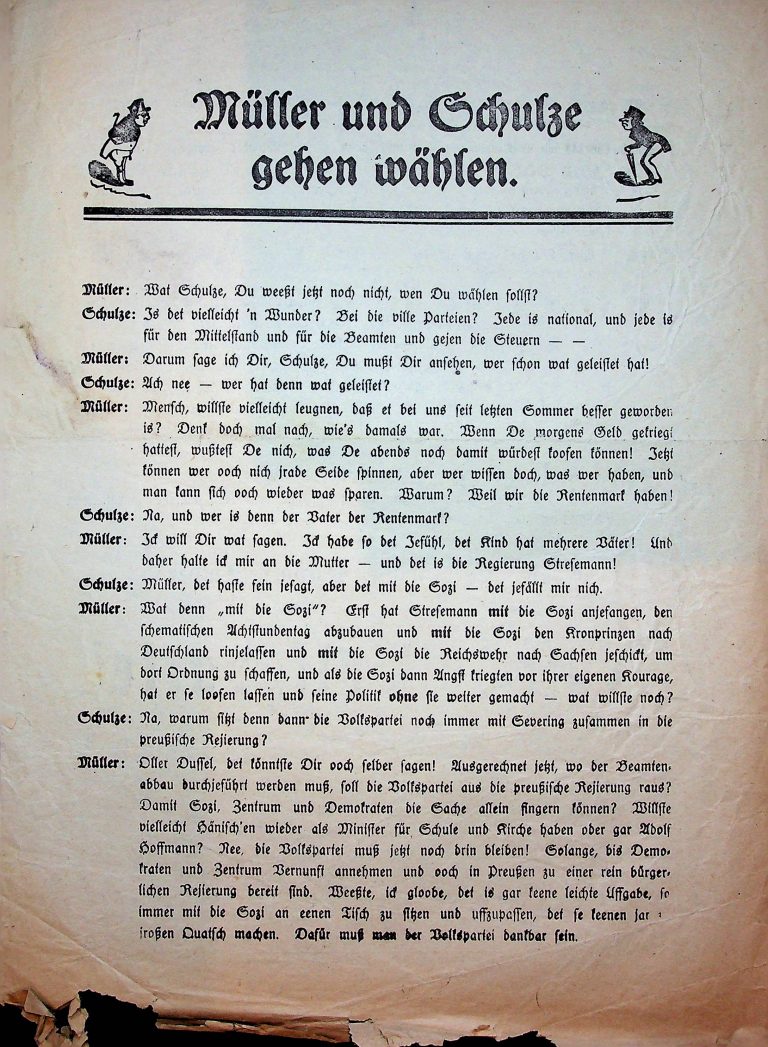 Müller und Schulze
gehen wählen.
Müller: Wat Schulze, Du weeßt jetzt noch nicht, wen Du wählen sollst?
Schulze: Is det vielleicht 'n Wunder? Bei die ville Parteien? Jede is national, und jede is
für den Mittelstand und für die Beamten und gejen die Steuern — —
Müller: Darum sage ich Dir, Schulze, Du mußt Dir ansehen, wer schon wat geleistet hat!
Schulze: Ach nee — wer hat denn wat geleistet?
Müller: Mensch, willste vielleicht leugnen, daß et bei uns seit letzten Sommer besser geworden
is? Denk doch mal nach, wie's damals war. Wenn De morgens Geld gekriegt
hattest, wußtest De nich, was De abends noch damit würdest koofen können! Jetzt
können wer ooch nich jrade Seide spinnen, aber wer wissen doch, was wer haben, und
man kann sich ooch wieder was sparen. Warum? Weil wir die Rentenmark haben!
Schulze: Na, und wer is denn der Vater der Rentenmark?
Müller: Ick will Dir wat sagen. Ick habe so det Jefühl, det Kind hat mehrere Väter! Und
daher halte ick mir an die Mutter — und det is die Regierung Stresemann!
Schulze: Müller, det haste fein jesagt, aber det mit die Sozi — det jefällt mir nich.
Müller: Wat denn „mit die Sozi“? Erst hat Stresemann mit die Sozi anjefangen, den
schematischen Achtstundentag abzubauen und mit die Sozi den Kronprinzen nach
Deutschland rinjelassen und mit die Sozi die Reichswehr nach Sachsen jeschickt, um
dort Ordnung zu schaffen, und als die Sozi dann Angst kriegten vor ihrer eigenen Kourage,
hat er se loofen lassen und seine Politik ohne sie weiter gemacht — wat willste noch?
Schulze: Na, warum sitzt denn dann die Volkspartei noch immer mit Severing zusammen in die
preußische Rejierung?
Müller: Oller Dussel, det könntste Dir ooch selber sagen! Ausgerechnet jetzt, wo der Beamten-
abbau durchjeführt werden muß, soll die Volkspartei aus die preußische Rejierung raus?
Damit Sozi, Zentrum und Demokraten die Sache allein fingern können? Willste
vielleicht Hänisch'en wieder als Minister für Schule und Kirche haben oder gar Adolf
Hoffmann? Nee, die Volkspartei muß jetzt noch drin bleiben! Solange, bis Demo-
kraten und Zentrum Vernunft annehmen und ooch in Preußen zu einer rein bürger-
lichen Rejierung bereit sind. Weeßte, ick gloobe, det is gar keene leichte Uffgabe, so
immer mit die Sozi an eenen Tisch zu sitzen und uffzupassen, det se keenen jar
jroßen Quatsch machen. Dafür muß man der Volkspartei dankbar sein.